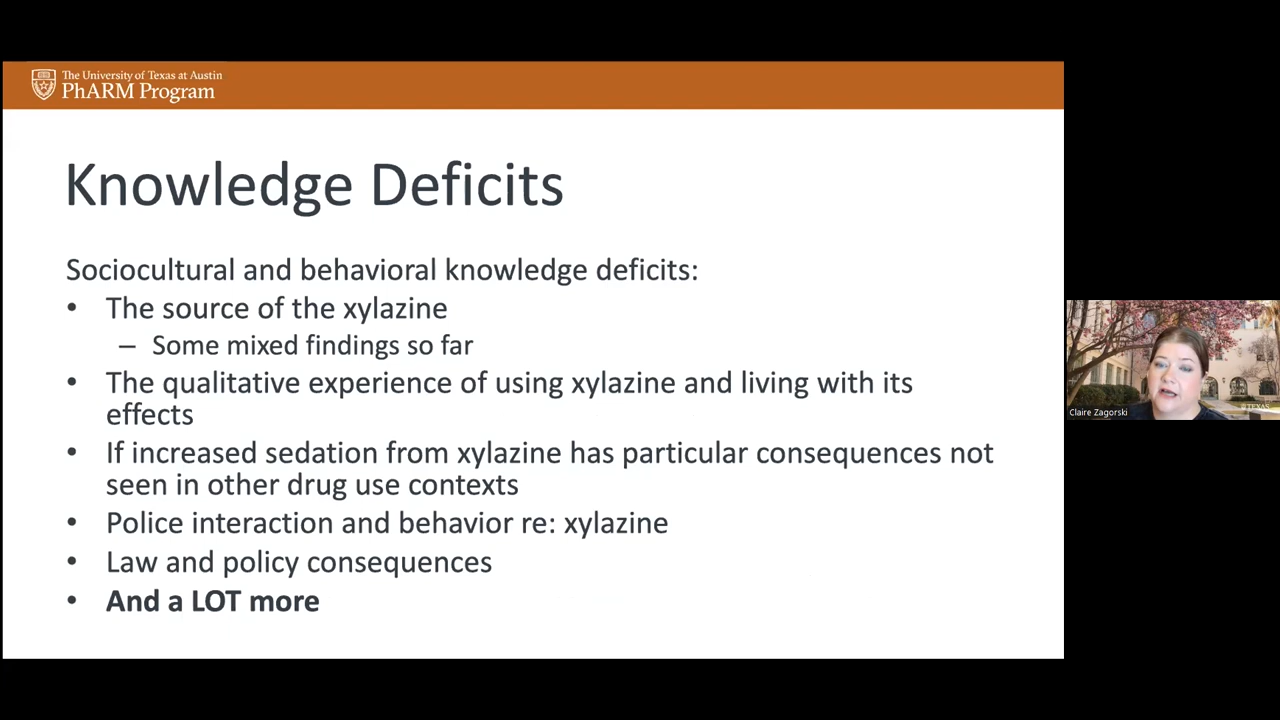 The University of Texas at Austin
PhARM Program
Knowledge Deficits
Sociocultural and behavioral knowledge deficits:
• The source of the xylazine
– Some mixed findings so far
• The qualitative experience of using xylazine and living with its
effects
• If increased sedation from xylazine has particular consequences not
seen in other drug use contexts
• Police interaction and behavior re: xylazine
• Law and policy consequences
• And a LOT more
Claire Zagorski
TEXAS